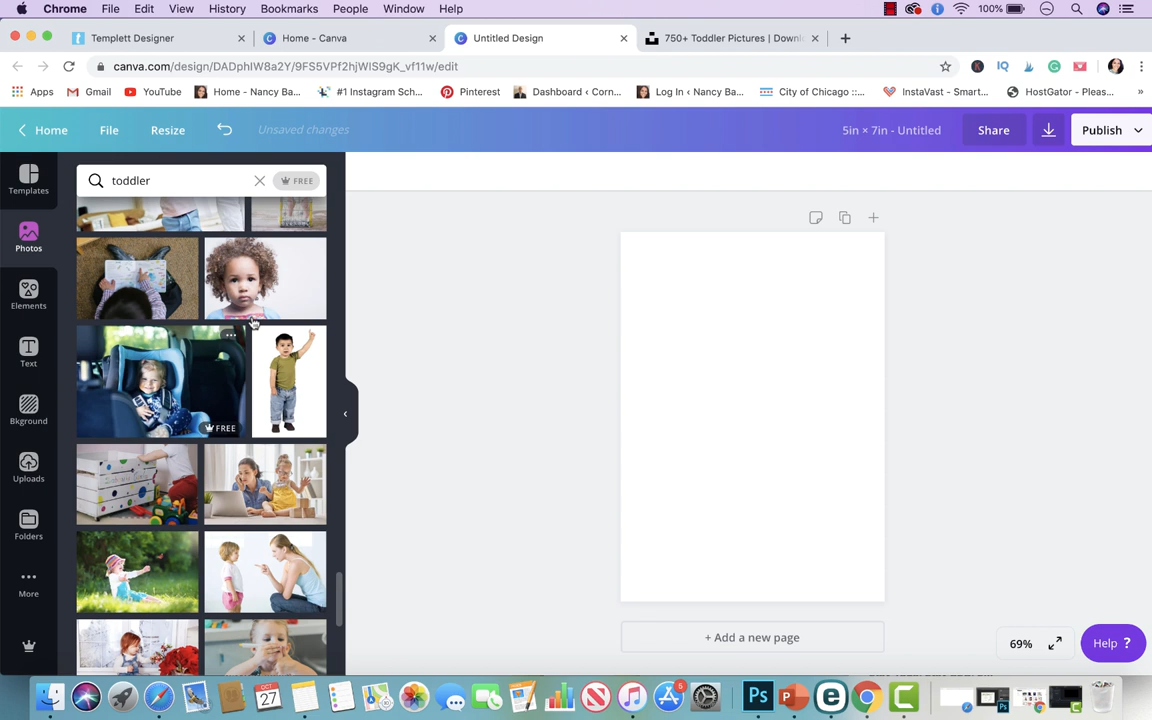 Chrome File Edit View History Bookmarks People Window Help 100%
Templett Designer
Home - Canva
Untitled Design
750+ Toddler Pictures | Downl
canva.com/design/DADphIW8a2Y/9FS5VPf2hjWIS9gK_vf11w/edit
Apps
Gmail
YouTube
Home - Nancy Ba...
#1 Instagram Sch...
Pinterest
Dashboard ‹ Corn...
Log In ‹ Nancy Ba...
City of Chicago ::...
InstaVast - Smart...
HostGator - Pleas...
»
Home
File
Resize
Unsaved changes
5in × 7in - Untitled
Share
Publish
Templates
Photos
Elements
Text
Bkground
Uploads
Folders
More
toddler
FREE
FREE
+ Add a new page
69%
Help ?
OCT
27
6
Ps